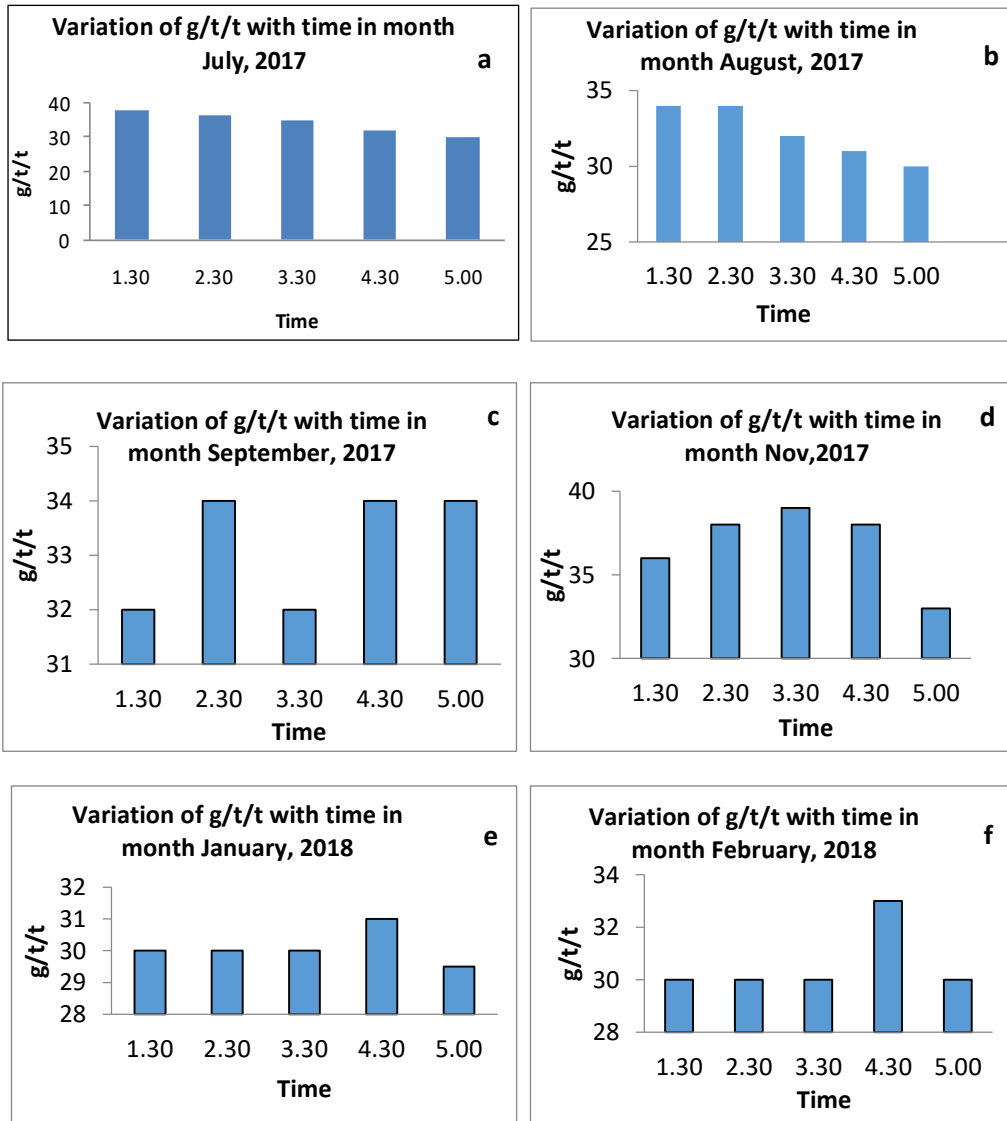 Variation of g/t/t with time in month
July, 2017
a
40
30
20
10
0
g/t/t
1.30 2.30 3.30 4.30 5.00
Time
Variation of g/t/t with time in
month August, 2017
b
35
30
25
g/t/t
1.30 2.30 3.30 4.30 5.00
Time
Variation of g/t/t with time in
month September, 2017
c
35
34
33
32
31
g/t/t
1.30 2.30 3.30 4.30 5.00
Time
Variation of g/t/t with time in
month Nov,2017
d
40
35
30
g/t/t
1.30 2.30 3.30 4.30 5.00
Time
Variation of g/t/t with time in
month January, 2018
e
32
31
30
29
28
g/t/t
1.30 2.30 3.30 4.30 5.00
Time
Variation of g/t/t with time in
month February, 2018
f
34
32
30
28
g/t/t
1.30 2.30 3.30 4.30 5.00
Time